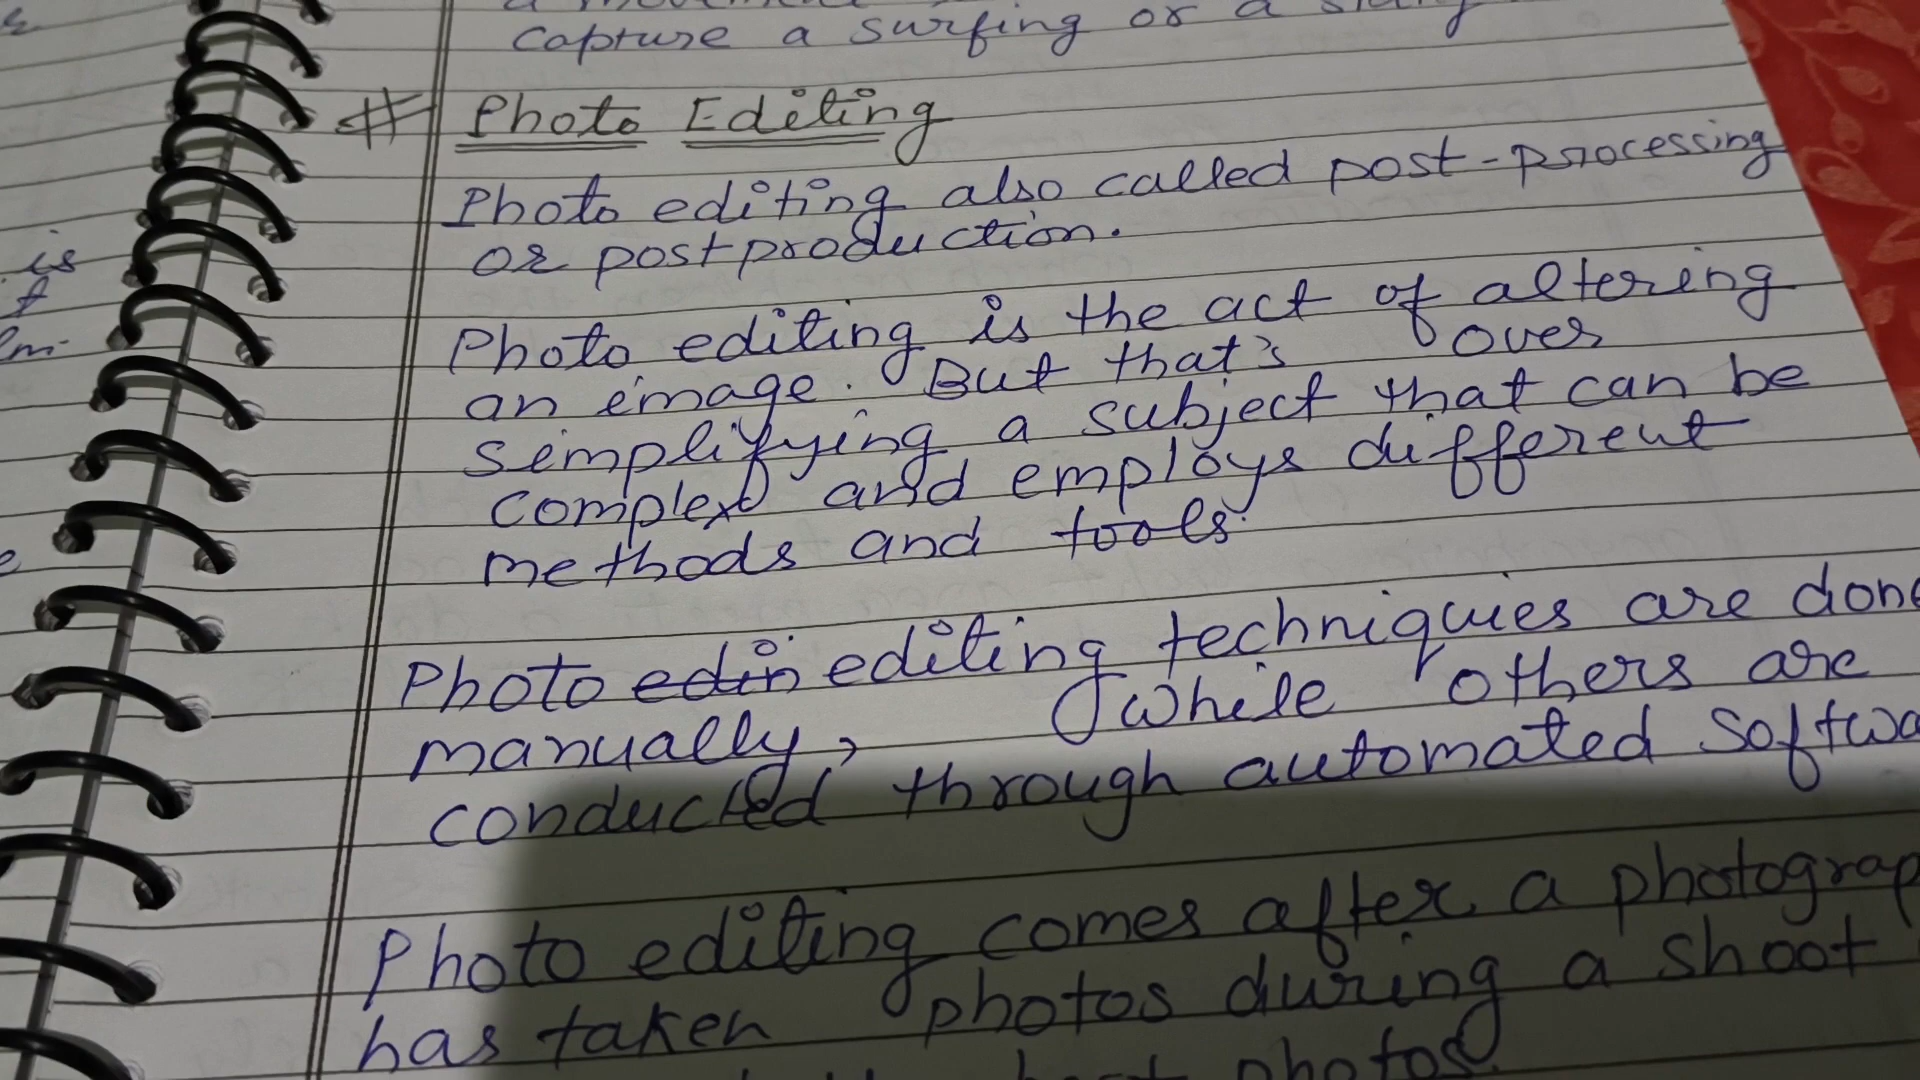 a
capture a surfing or a
# Photo Editing
Photo editing also called post-processing
or postproduction.
Photo editing is the act of altering
an image. But that's over
simplifying a subject that can be
complex and employs different
methods and tools.
Photo edin editing techniques are done
manually, while others are
conducted through automated softwa
Photo editing comes after a photograp
has taken photos during a shoot
photos.
is